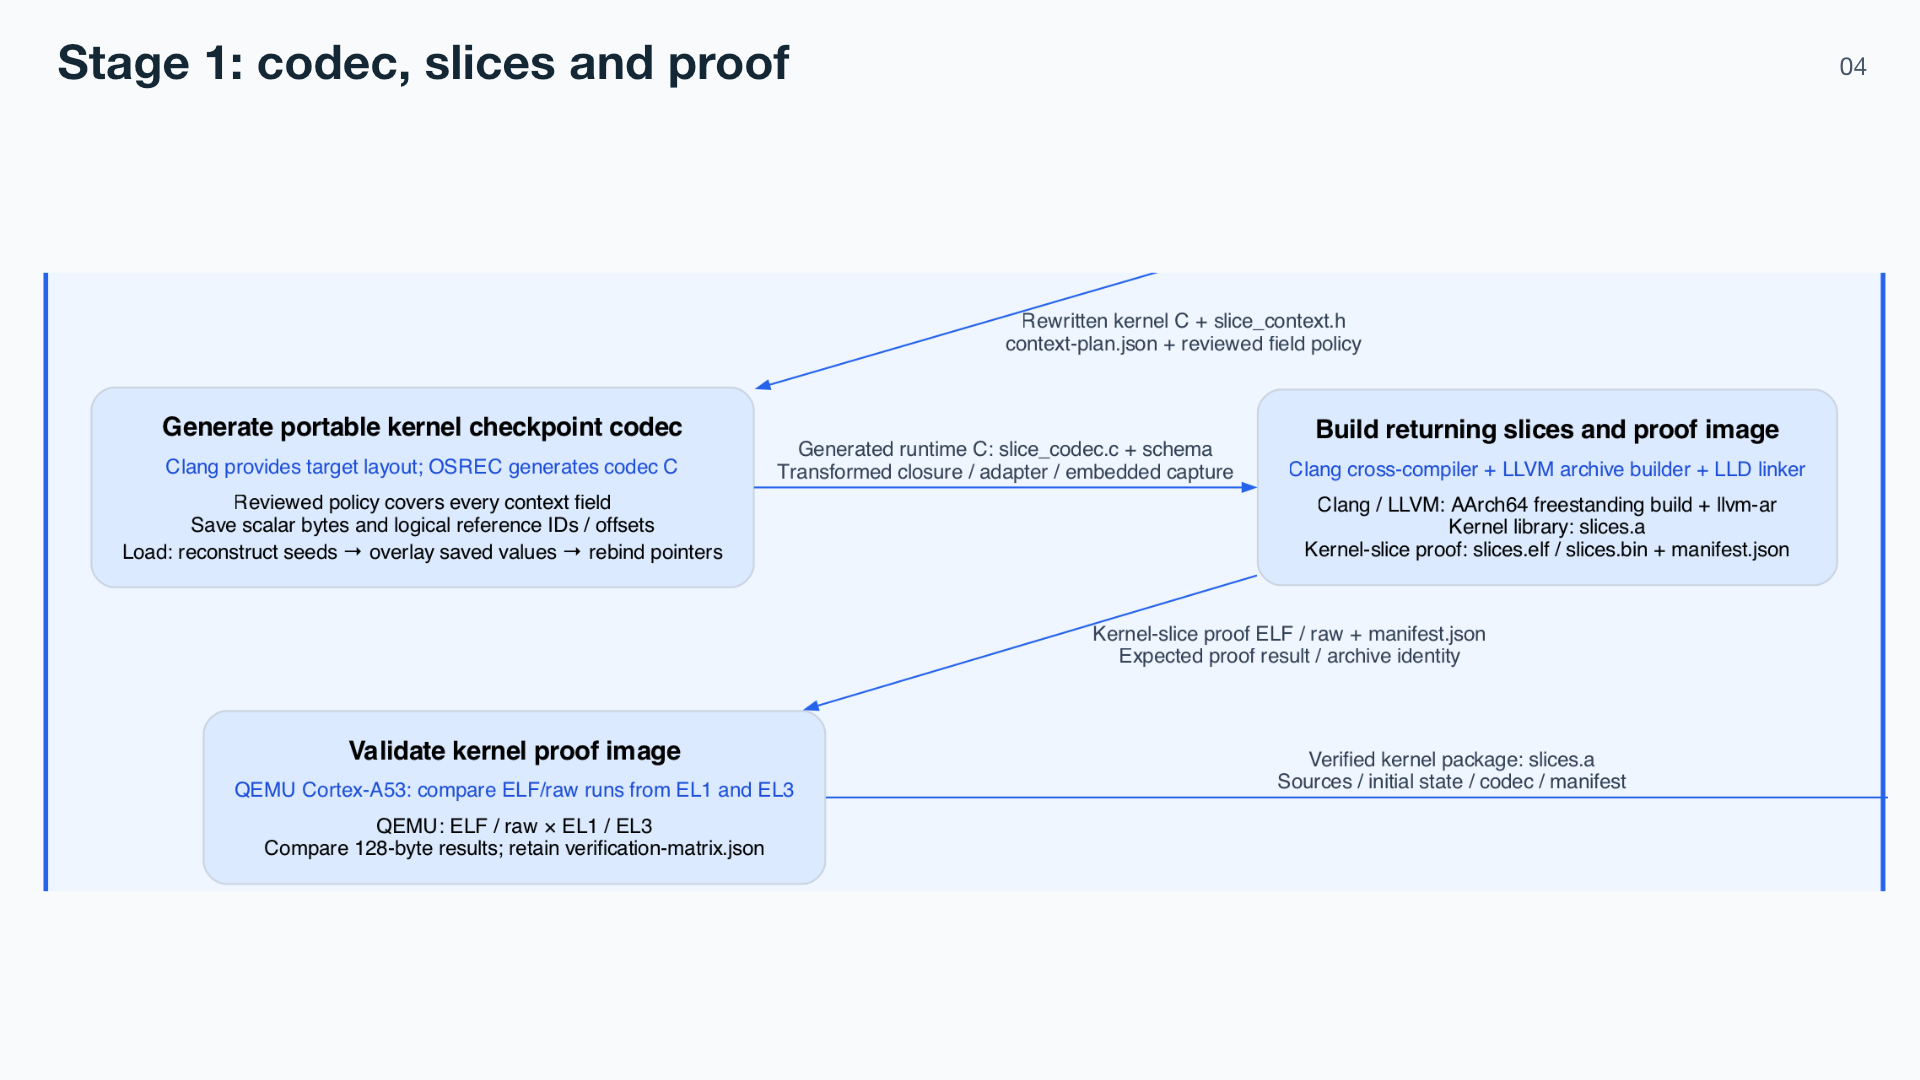 Stage 1: codec, slices and proof
04
Rewritten kernel C + slice_context.h
context-plan.json + reviewed field policy
Generate portable kernel checkpoint codec
Clang provides target layout; OSREC generates codec C
Reviewed policy covers every context field
Save scalar bytes and logical reference IDs / offsets
Load: reconstruct seeds → overlay saved values → rebind pointers
Generated runtime C: slice_codec.c + schema
Transformed closure / adapter / embedded capture
Build returning slices and proof image
Clang cross-compiler + LLVM archive builder + LLD linker
Clang / LLVM: AArch64 freestanding build + llvm-ar
Kernel library: slices.a
Kernel-slice proof: slices.elf / slices.bin + manifest.json
Kernel-slice proof ELF / raw + manifest.json
Expected proof result / archive identity
Validate kernel proof image
QEMU Cortex-A53: compare ELF/raw runs from EL1 and EL3
QEMU: ELF / raw × EL1 / EL3
Compare 128-byte results; retain verification-matrix.json
Verified kernel package: slices.a
Sources / initial state / codec / manifest